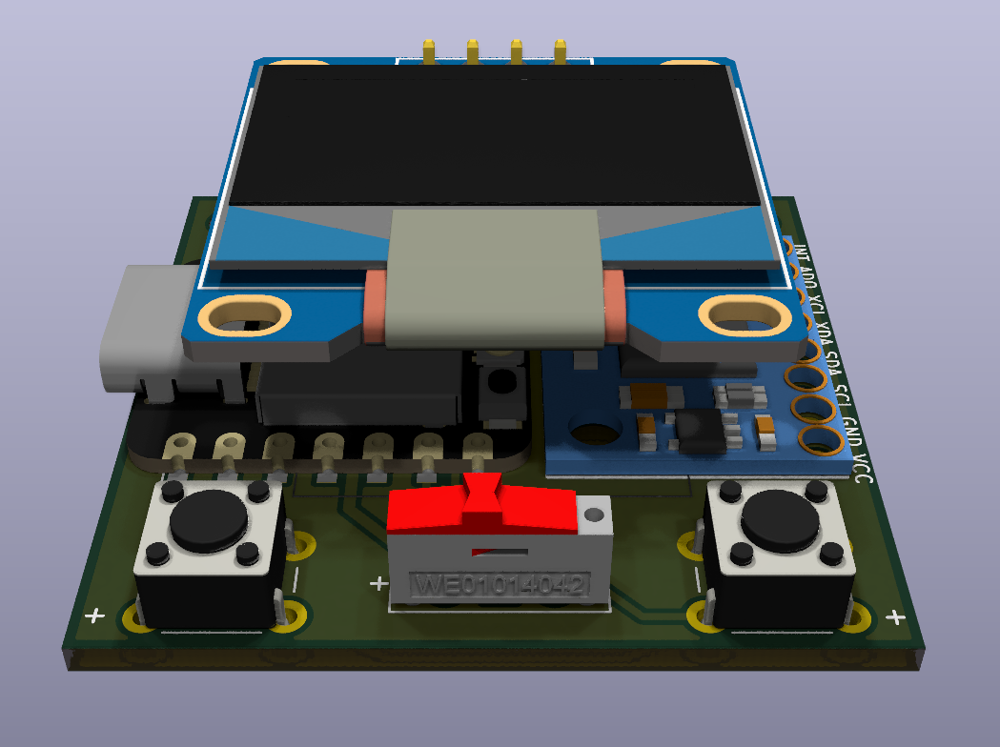 INT ADO XCL XDA SDA SCL GND VCC
+
WE01014042
+
+